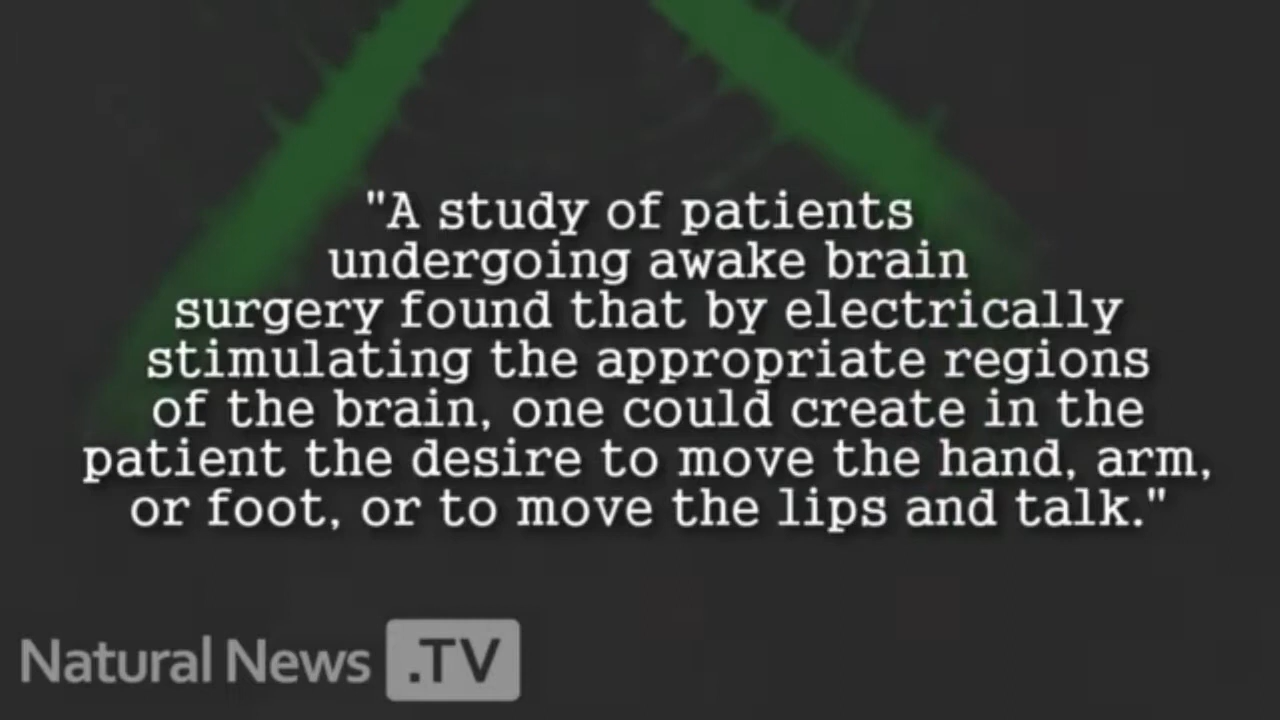 "A study of patients
undergoing awake brain
surgery found that by electrically
stimulating the appropriate regions
of the brain, one could create in the
patient the desire to move the hand, arm,
or foot, or to move the lips and talk."
Natural News .TV